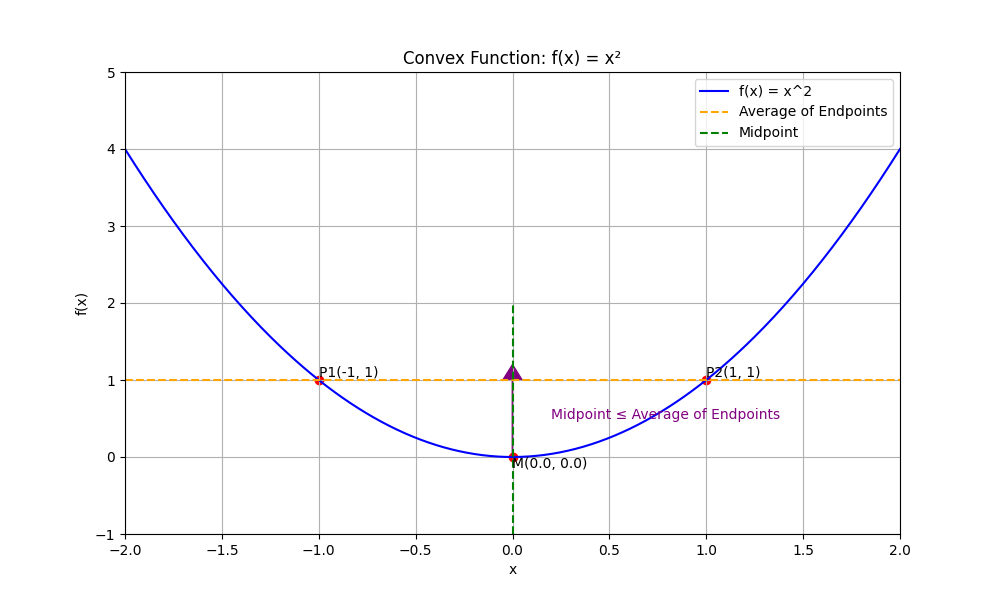 Convex Function: f(x) = x²
f(x) = x^2
Average of Endpoints
Midpoint
5
4
3
2
1
0
−1
f(x)
P1(-1, 1)
P2(1, 1)
Midpoint ≤ Average of Endpoints
M(0.0, 0.0)
−2.0 −1.5 −1.0 −0.5 0.0 0.5 1.0 1.5 2.0
x